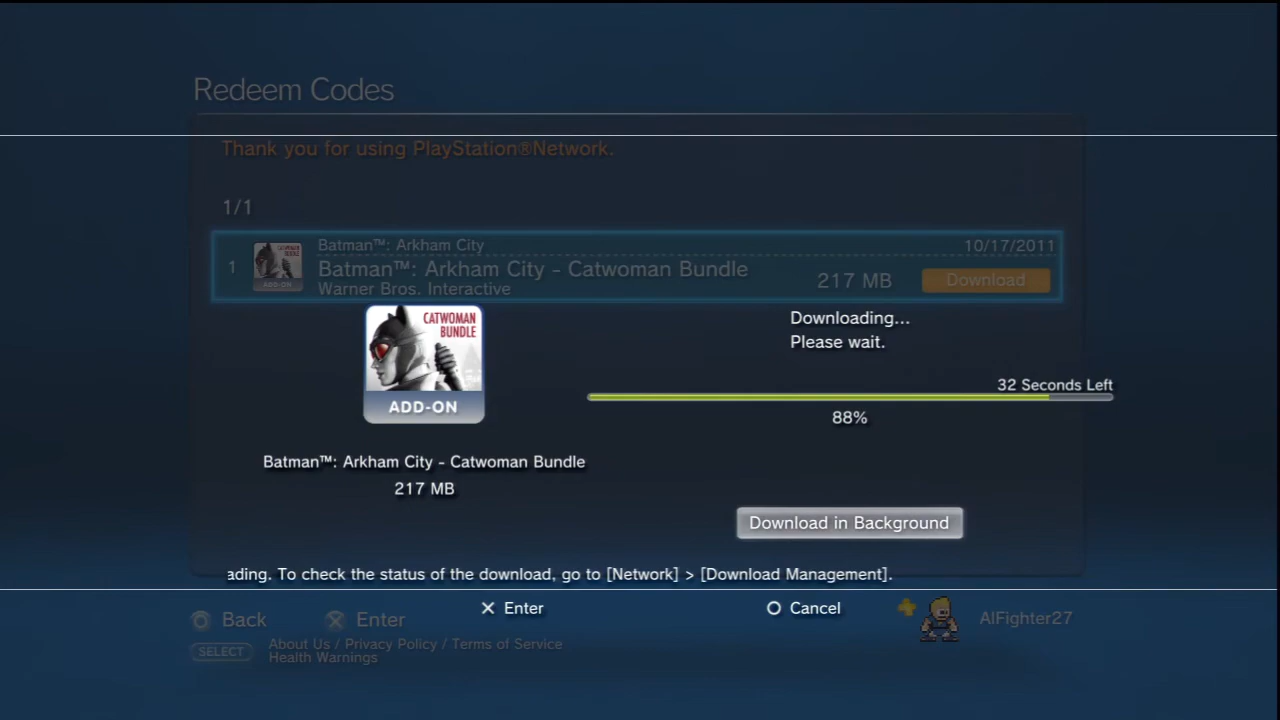 Redeem Codes
Thank you for using PlayStation®Network.
1/1
Batman™: Arkham City
10/17/2011
1
CATWOMAN
BUNDLE
ADD-ON
Batman™: Arkham City - Catwoman Bundle
217 MB
Download
Warner Bros. Interactive
CATWOMAN
BUNDLE
ADD-ON
Downloading...
Please wait.
32 Seconds Left
88%
Batman™: Arkham City - Catwoman Bundle
217 MB
Download in Background
ading. To check the status of the download, go to [Network] > [Download Management].
Enter
Cancel
Back
Enter
AlFighter27
SELECT
About Us / Privacy Policy / Terms of Service
Health Warnings